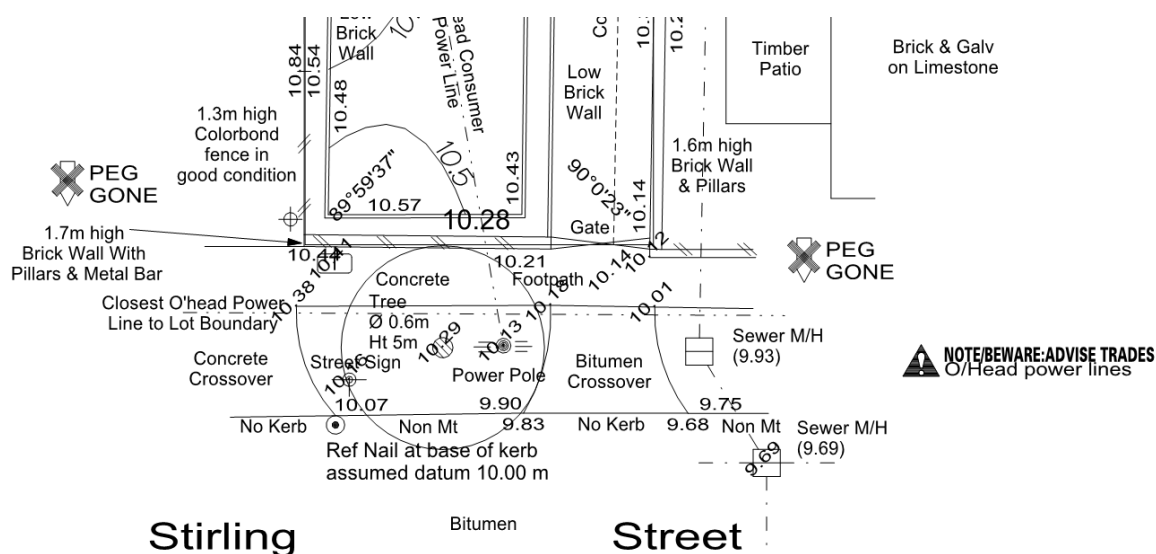 Low
Brick
Wall
ead Consumer
Power Line
10.84
10.54
10.48
1.3m high
Colorbond
fence in
good condition
PEG
GONE
89°59'37"
10.5
10.43
10.57
10.28
Low
Brick
Wall
90°0'23"
10.14
Gate
Timber
Patio
Brick & Galv
on Limestone
1.6m high
Brick Wall
& Pillars
PEG
GONE
1.7m high
Brick Wall With
Pillars & Metal Bar
10.44
10.41
10.21
10.14
10.12
Concrete
Footpath
10.38
10.18
10.01
Closest O'head Power
Line to Lot Boundary
Tree
Ø 0.6m
Ht 5m
10.29
10.13
Sewer M/H
(9.93)
Concrete
Crossover
Street Sign
10.16
Power Pole
Bitumen
Crossover
NOTE/BEWARE:ADVISE TRADES
O/Head power lines
10.07
9.90
9.75
No Kerb
Non Mt
9.83
No Kerb
9.68
Non Mt
Sewer M/H
(9.69)
9.69
Ref Nail at base of kerb
assumed datum 10.00 m
Bitumen
Stirling Street